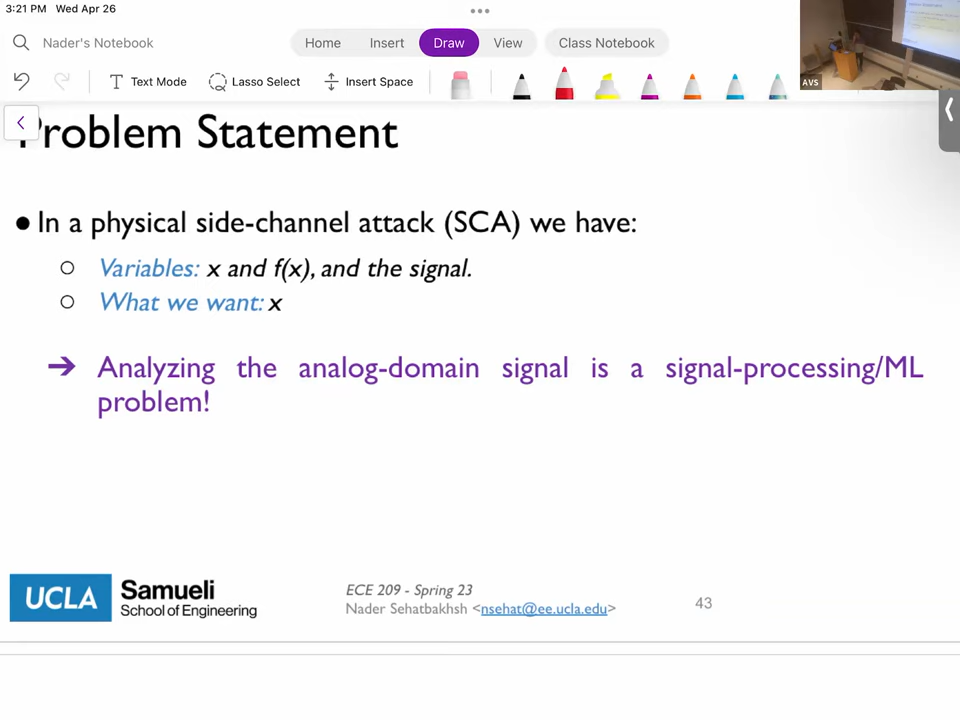 3:21 PM Wed Apr 26
Nader's Notebook
Home Insert Draw View Class Notebook
Text Mode Lasso Select Insert Space
AVS
Problem Statement
● In a physical side-channel attack (SCA) we have:
○ Variables: x and f(x), and the signal.
○ What we want: x
➔ Analyzing the analog-domain signal is a signal-processing/ML
problem!
UCLA Samueli
School of Engineering
ECE 209 - Spring 23
Nader Sehatbakhsh <nsehat@ee.ucla.edu>
43